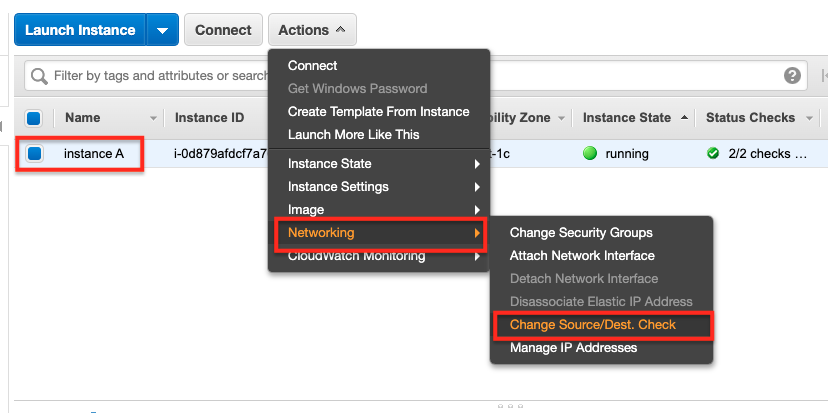 Launch Instance Connect Actions
Filter by tags and attributes or search
Name Instance ID bility Zone Instance State Status Checks
instance A i-0d879afdcf7a7 t-1c running 2/2 checks ...
Connect
Get Windows Password
Create Template From Instance
Launch More Like This
Instance State
Instance Settings
Image
Networking
CloudWatch Monitoring
Change Security Groups
Attach Network Interface
Detach Network Interface
Disassociate Elastic IP Address
Change Source/Dest. Check
Manage IP Addresses